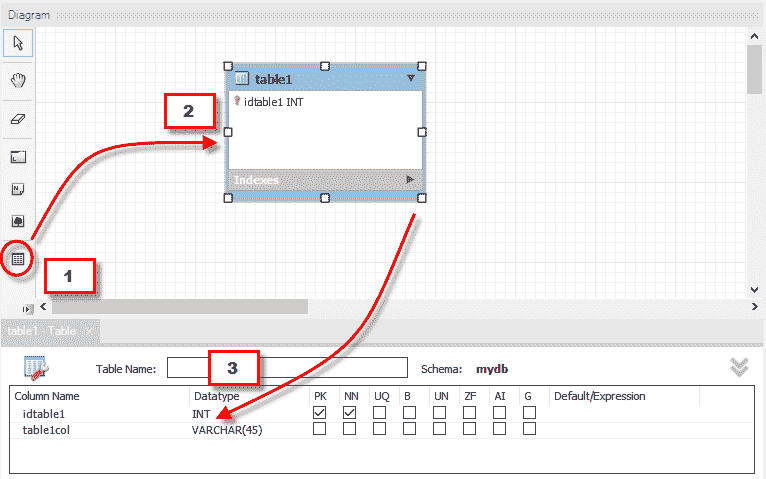 Diagram
table1
2
idtable1 INT
Indexes
1
table1 - Table ×
Table Name:
3
Schema: mydb
Column Name Datatype PK NN UQ B UN ZF AI G Default/Expression
idtable1 INT
table1col VARCHAR(45)